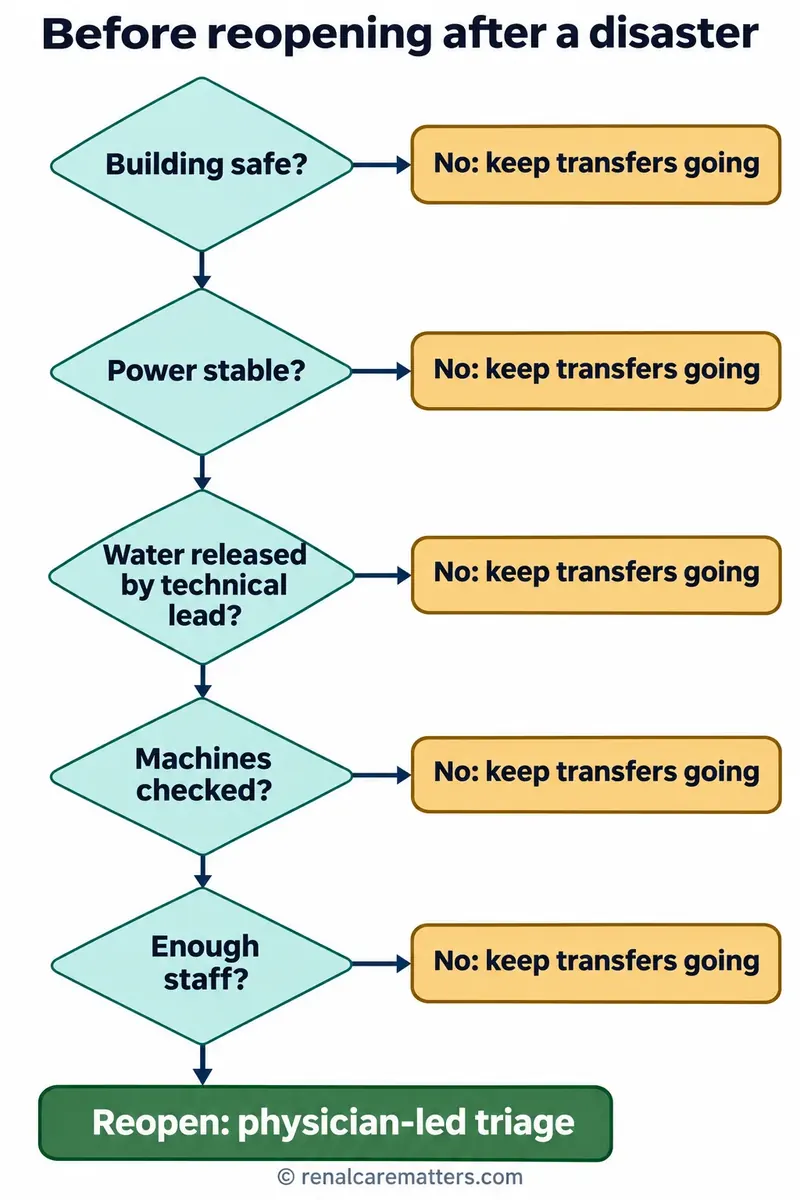 Before reopening after a disaster
Building safe?
No: keep transfers going
Power stable?
No: keep transfers going
Water released
by technical
lead?
No: keep transfers going
Machines
checked?
No: keep transfers going
Enough
staff?
No: keep transfers going
Reopen: physician-led triage
© renalcarematters.com